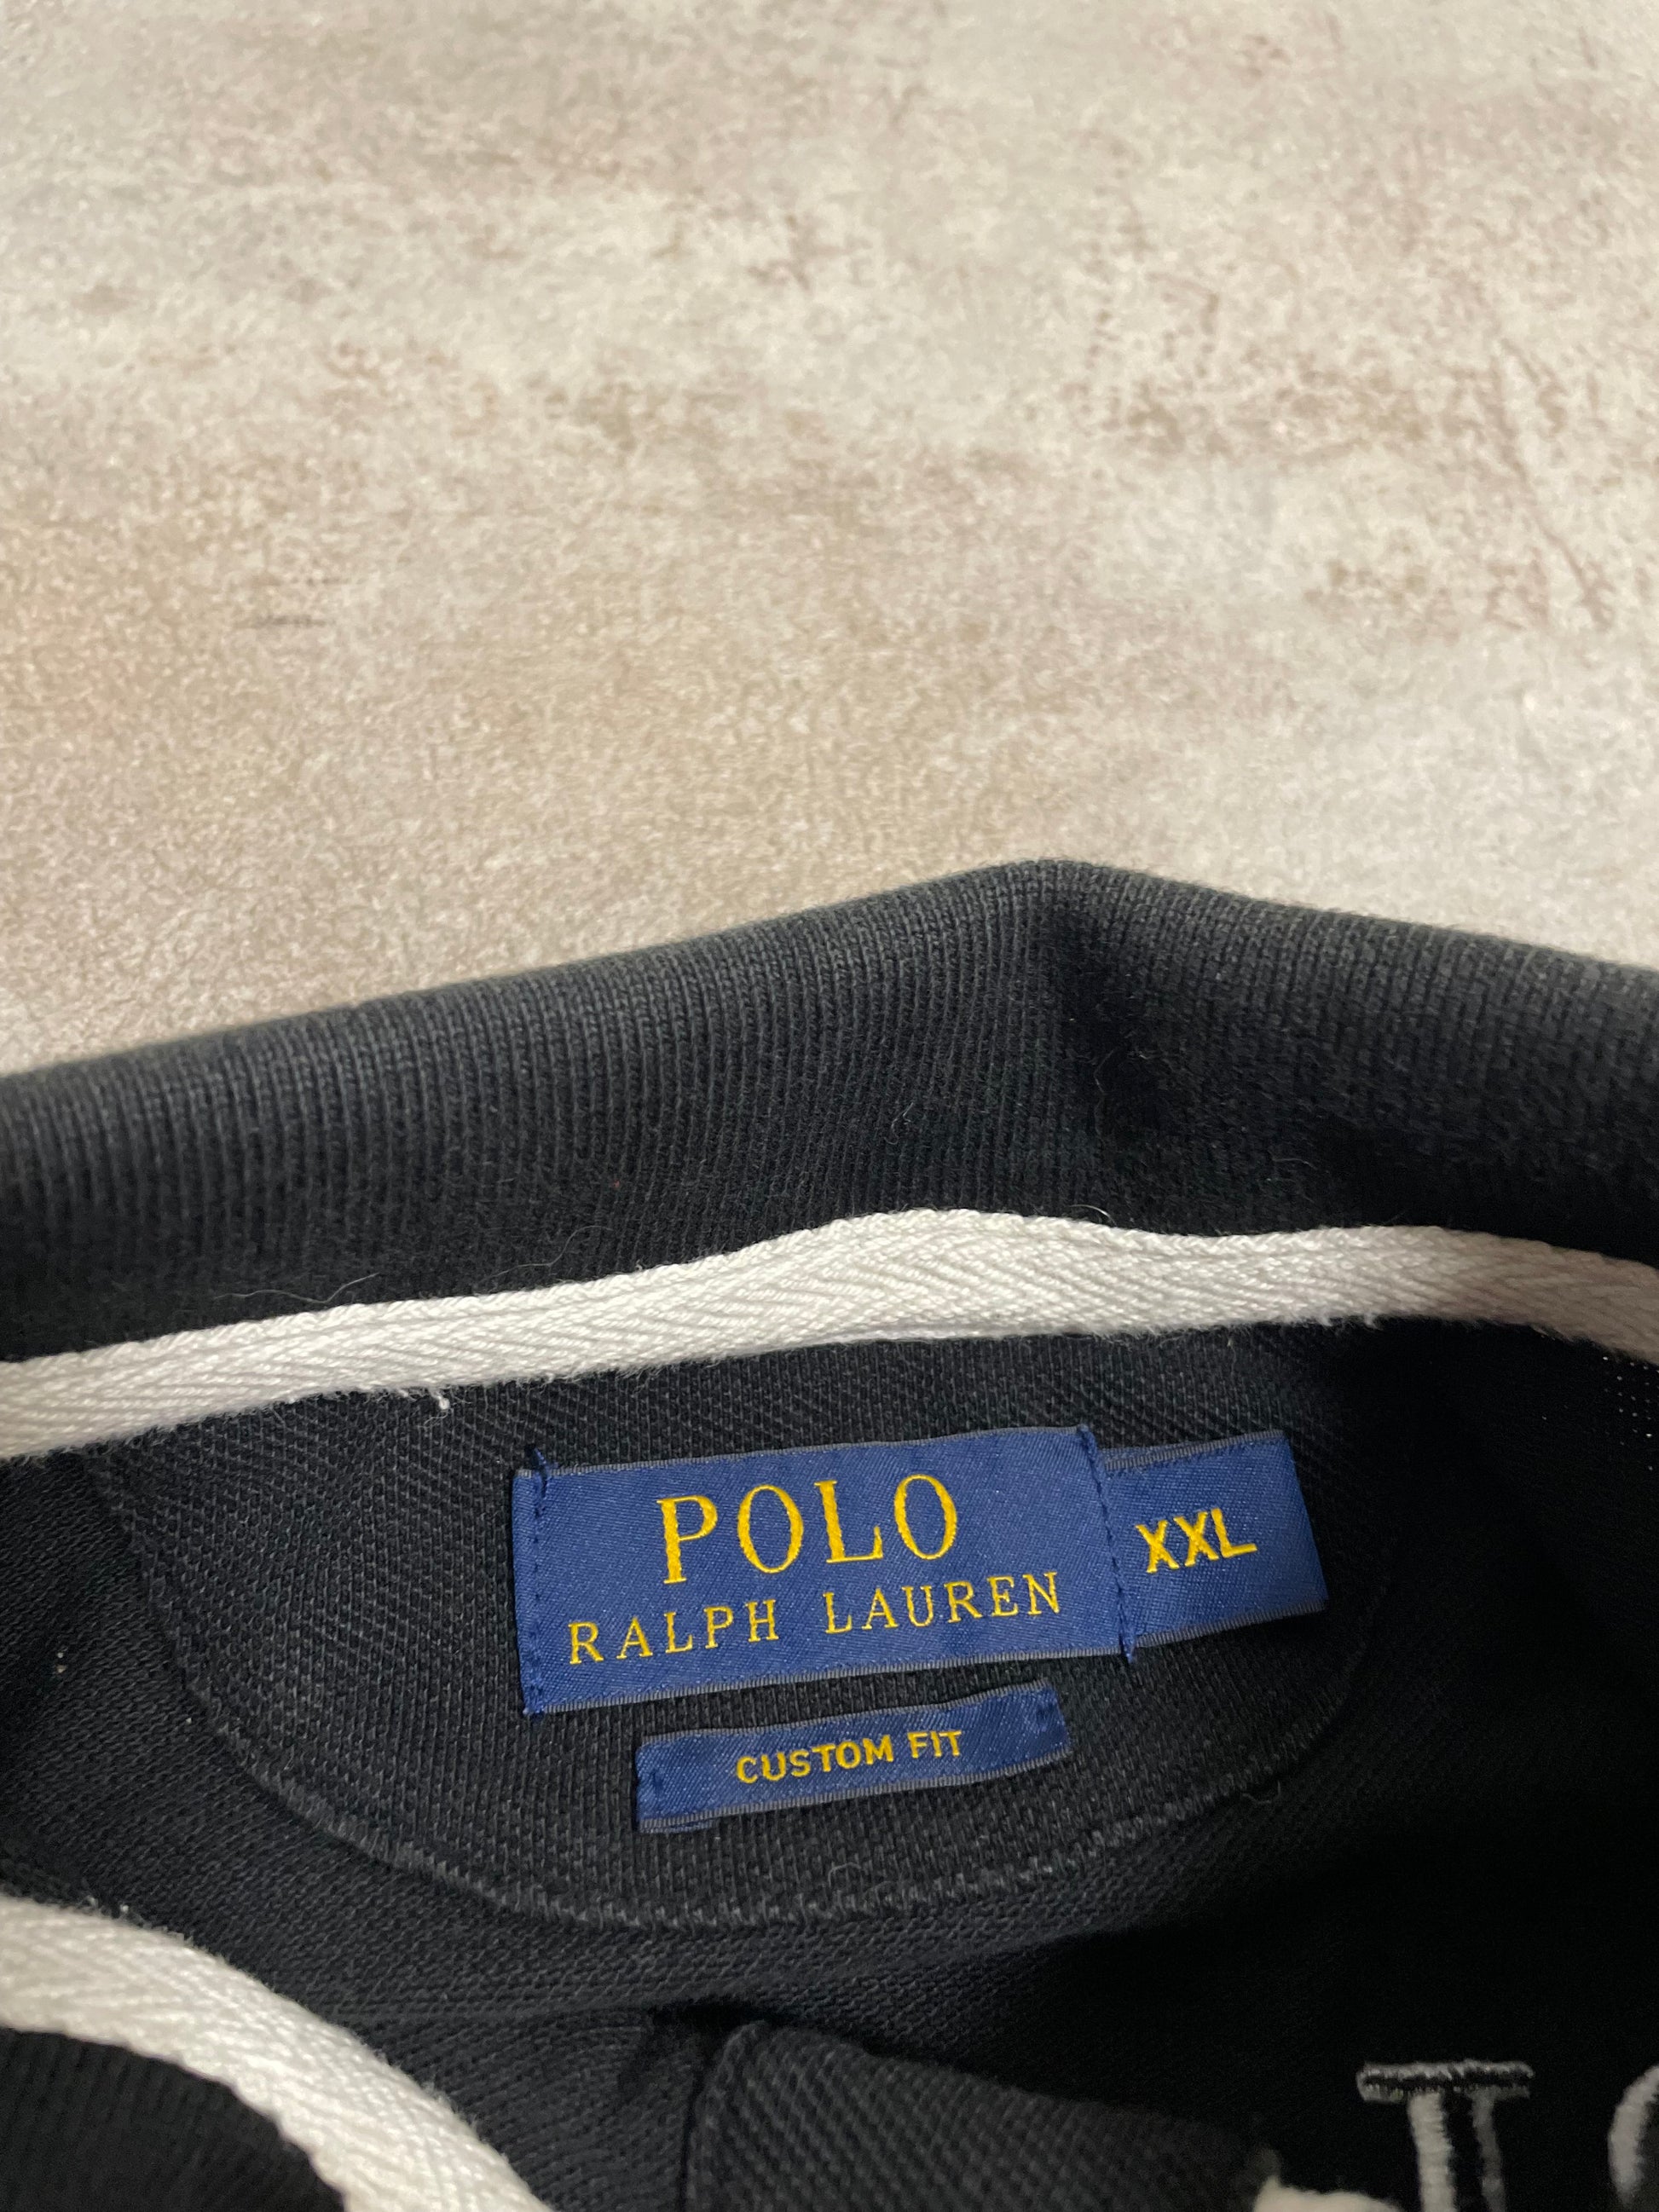 POLO
RALPH LAUREN
XXL
CUSTOM FIT